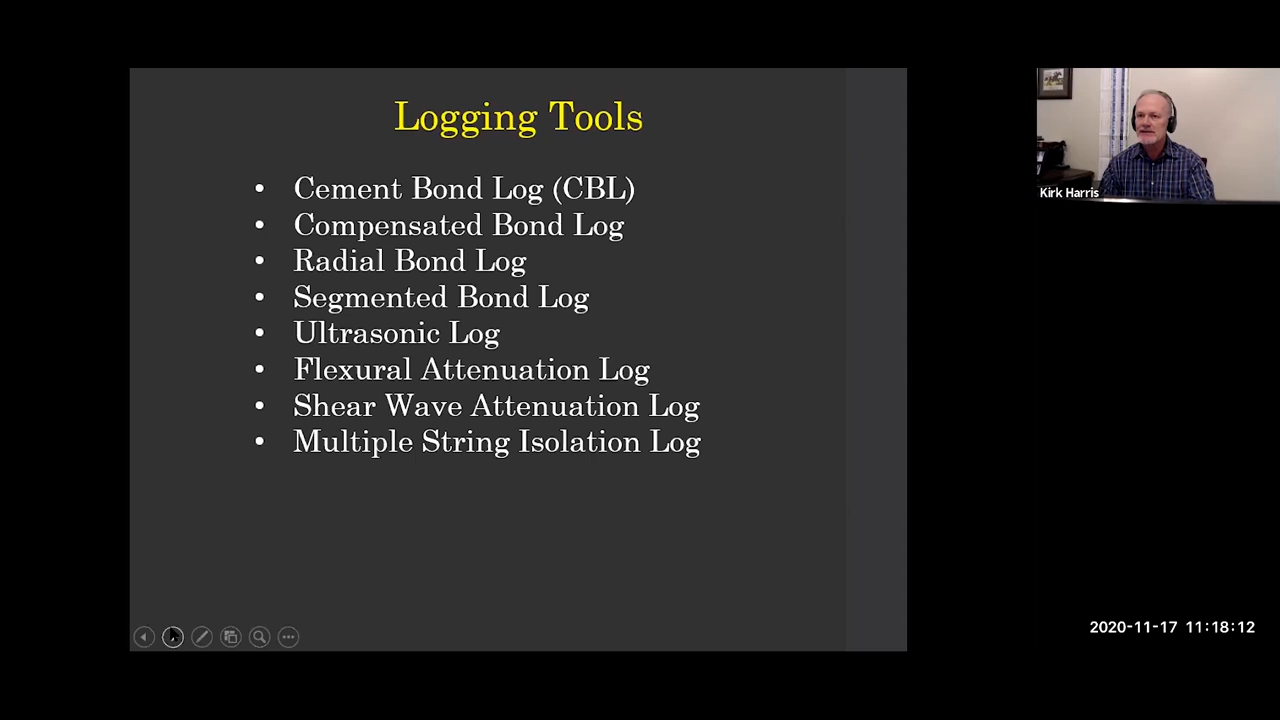 Logging Tools
• Cement Bond Log (CBL)
• Compensated Bond Log
• Radial Bond Log
• Segmented Bond Log
• Ultrasonic Log
• Flexural Attenuation Log
• Shear Wave Attenuation Log
• Multiple String Isolation Log
Kirk Harris
2020-11-17 11:18:12